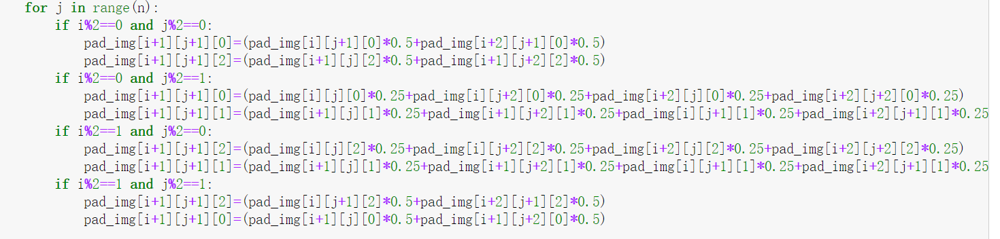 for j in range(n):
    if i%2==0 and j%2==0:
        pad_img[i+1][j+1][0]=(pad_img[i][j+1][0]*0.5+pad_img[i+2][j+1][0]*0.5)
        pad_img[i+1][j+1][2]=(pad_img[i+1][j][2]*0.5+pad_img[i+1][j+2][2]*0.5)
    if i%2==0 and j%2==1:
        pad_img[i+1][j+1][0]=(pad_img[i][j][0]*0.25+pad_img[i][j+2][0]*0.25+pad_img[i+2][j][0]*0.25+pad_img[i+2][j+2][0]*0.25)
        pad_img[i+1][j+1][1]=(pad_img[i+1][j][1]*0.25+pad_img[i+1][j+2][1]*0.25+pad_img[i][j+1][1]*0.25+pad_img[i+2][j+1][1]*0.25
    if i%2==1 and j%2==0:
        pad_img[i+1][j+1][2]=(pad_img[i][j][2]*0.25+pad_img[i][j+2][2]*0.25+pad_img[i+2][j][2]*0.25+pad_img[i+2][j+2][2]*0.25)
        pad_img[i+1][j+1][1]=(pad_img[i+1][j][1]*0.25+pad_img[i+1][j+2][1]*0.25+pad_img[i][j+1][1]*0.25+pad_img[i+2][j+1][1]*0.25
    if i%2==1 and j%2==1:
        pad_img[i+1][j+1][2]=(pad_img[i][j+1][2]*0.5+pad_img[i+2][j+1][2]*0.5)
        pad_img[i+1][j+1][0]=(pad_img[i+1][j][0]*0.5+pad_img[i+1][j+2][0]*0.5)